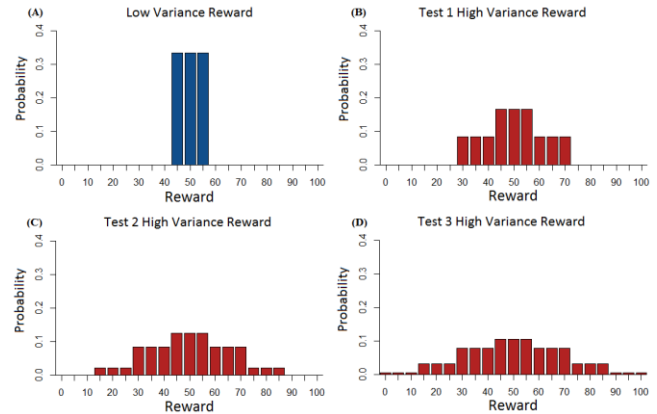 (A) Low Variance Reward
Probability
0.0 0.1 0.2 0.3 0.4
0 10 20 30 40 50 60 70 80 90 100
Reward
(B) Test 1 High Variance Reward
Probability
0.0 0.1 0.2 0.3 0.4
0 10 20 30 40 50 60 70 80 90 100
Reward
(C) Test 2 High Variance Reward
Probability
0.0 0.1 0.2 0.3 0.4
0 10 20 30 40 50 60 70 80 90 100
Reward
(D) Test 3 High Variance Reward
Probability
0.0 0.1 0.2 0.3 0.4
0 10 20 30 40 50 60 70 80 90 100
Reward